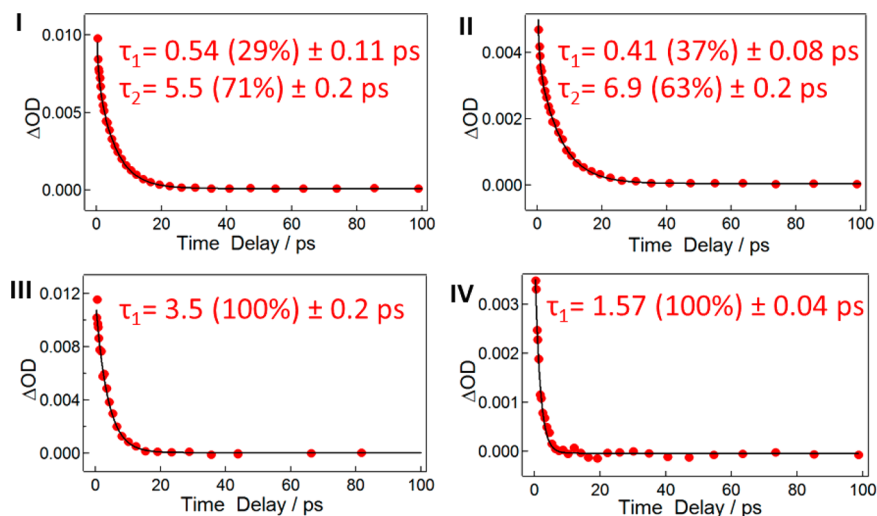 I
τ1= 0.54 (29%) ± 0.11 ps
τ2= 5.5 (71%) ± 0.2 ps
0.010
0.005
0.000
ΔOD
0 20 40 60 80 100
Time Delay / ps
II
τ1= 0.41 (37%) ± 0.08 ps
τ2= 6.9 (63%) ± 0.2 ps
0.004
0.002
0.000
ΔOD
0 20 40 60 80 100
Time Delay / ps
III
τ1= 3.5 (100%) ± 0.2 ps
0.012
0.008
0.004
0.000
ΔOD
0 20 40 60 80 100
Time Delay / ps
IV
τ1= 1.57 (100%) ± 0.04 ps
0.003
0.002
0.001
0.000
ΔOD
0 20 40 60 80 100
Time Delay / ps